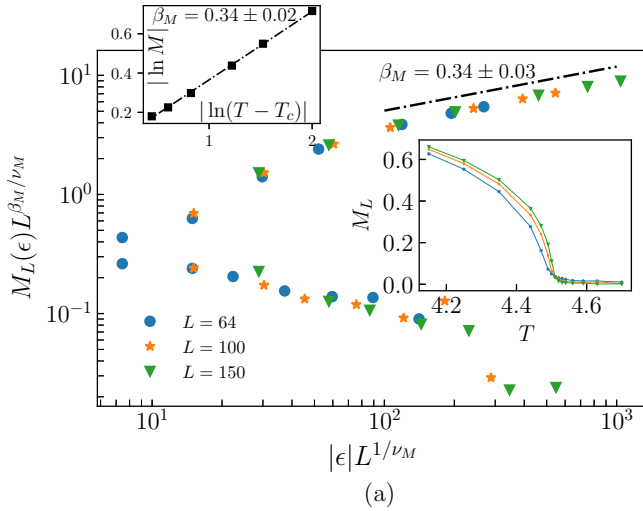 β_M = 0.34 ± 0.02
|ln M|
0.6
0.4
0.2
|ln(T − T_c)|
1
2
β_M = 0.34 ± 0.03
M_L(ϵ)L^{β_M/ν_M}
10^1
10^0
10^{−1}
M_L
0.6
0.4
0.2
0.0
4.2
4.4
4.6
T
L = 64
L = 100
L = 150
10^1
10^2
10^3
|ϵ|L^{1/ν_M}
(a)